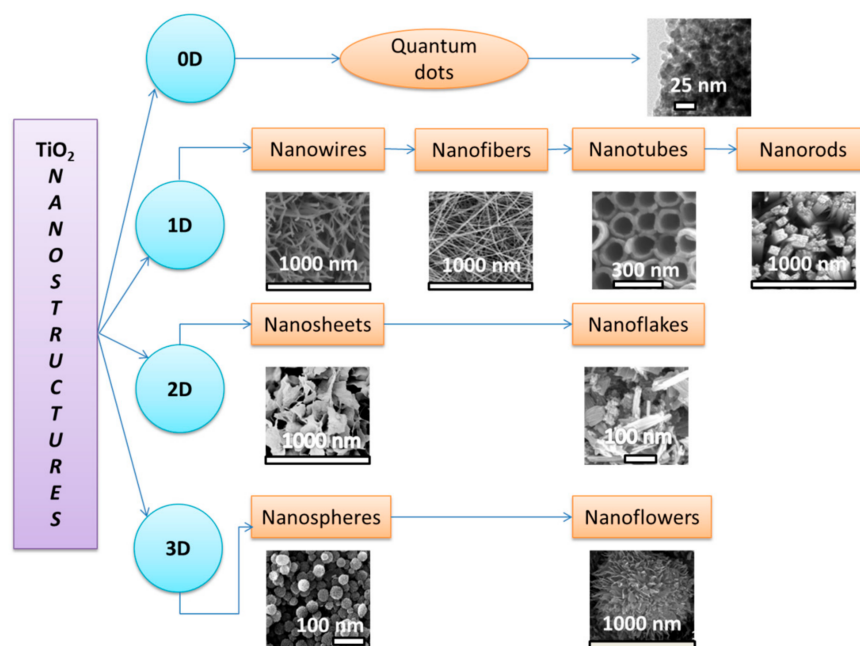 TiO2
NANOSTRUCTURES
0D
Quantum
dots
25 nm
1D
Nanowires
Nanofibers
Nanotubes
Nanorods
1000 nm
1000 nm
300 nm
1000 nm
2D
Nanosheets
Nanoflakes
1000 nm
100 nm
3D
Nanospheres
Nanoflowers
100 nm
1000 nm